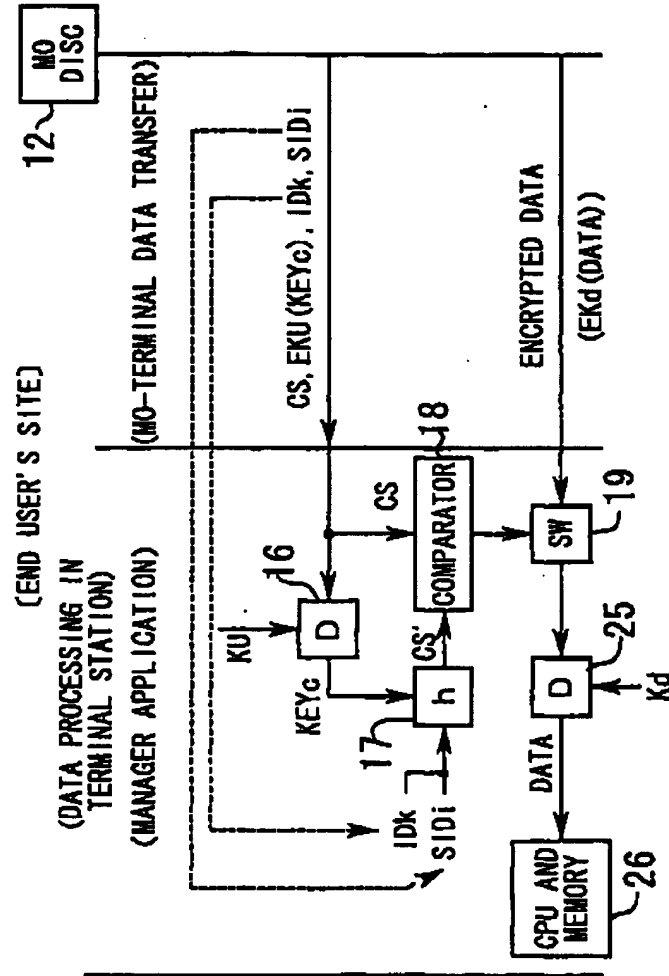 (END USER'S SITE)
(DATA PROCESSING IN
TERMINAL STATION)
(MANAGER APPLICATION)
(MO-TERMINAL DATA TRANSFER)
12
MO
DISC
CS, EKU(KEYc), IDk, SIDi
KU
16
D
CS
KEYc
17
h
CS'
18
COMPARATOR
IDk
SIDi
ENCRYPTED DATA
(EKd(DATA))
SW
19
25
D
Kd
DATA
CPU AND
MEMORY
26